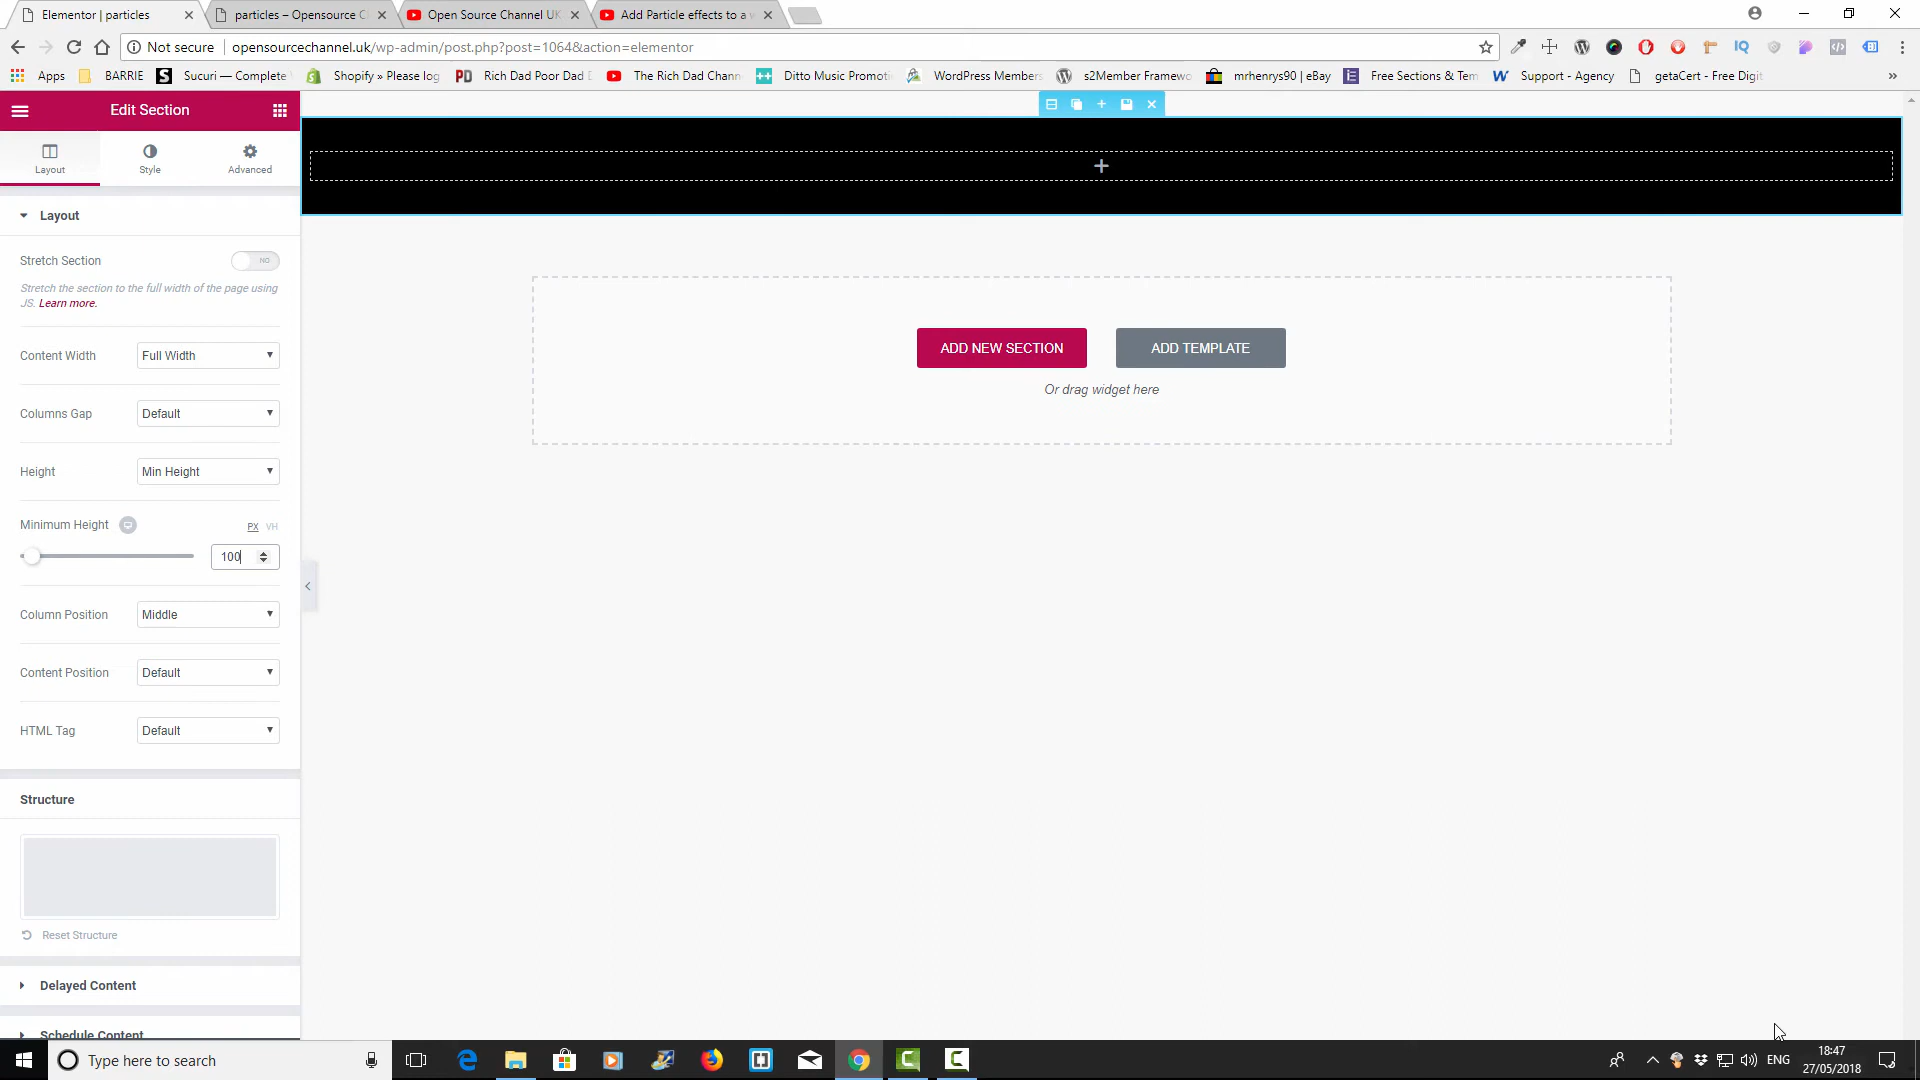 Elementor | particles
particles – Opensource C
Open Source Channel UK
Add Particle effects to a w
Not secure
opensourcechannel.uk/wp-admin/post.php?post=1064&action=elementor
Apps
BARRIE
Sucuri — Complete
Shopify » Please log
PD
Rich Dad Poor Dad
The Rich Dad Chann
Ditto Music Promoti
WordPress Members
s2Member Framewo
mrhenrys90 | eBay
Free Sections & Tem
Support - Agency
getaCert - Free Digit
»
Edit Section
Layout
Style
Advanced
Layout
Stretch Section
NO
Stretch the section to the full width of the page using
JS. Learn more.
Content Width
Full Width
Columns Gap
Default
Height
Min Height
Minimum Height
PX VH
100
Column Position
Middle
Content Position
Default
HTML Tag
Default
Structure
Reset Structure
Delayed Content
Schedule Content
ADD NEW SECTION
ADD TEMPLATE
Or drag widget here
Type here to search
ENG
18:47
27/05/2018